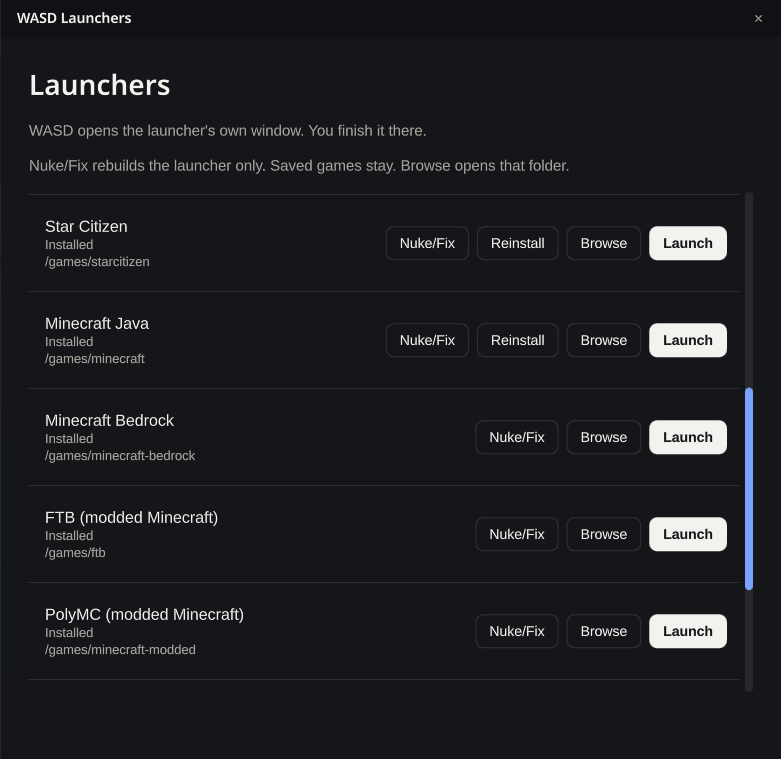 WASD Launchers
×
Launchers
WASD opens the launcher's own window. You finish it there.
Nuke/Fix rebuilds the launcher only. Saved games stay. Browse opens that folder.
Star Citizen
Installed
/games/starcitizen
Nuke/Fix Reinstall Browse Launch
Minecraft Java
Installed
/games/minecraft
Nuke/Fix Reinstall Browse Launch
Minecraft Bedrock
Installed
/games/minecraft-bedrock
Nuke/Fix Browse Launch
FTB (modded Minecraft)
Installed
/games/ftb
Nuke/Fix Browse Launch
PolyMC (modded Minecraft)
Installed
/games/minecraft-modded
Nuke/Fix Browse Launch